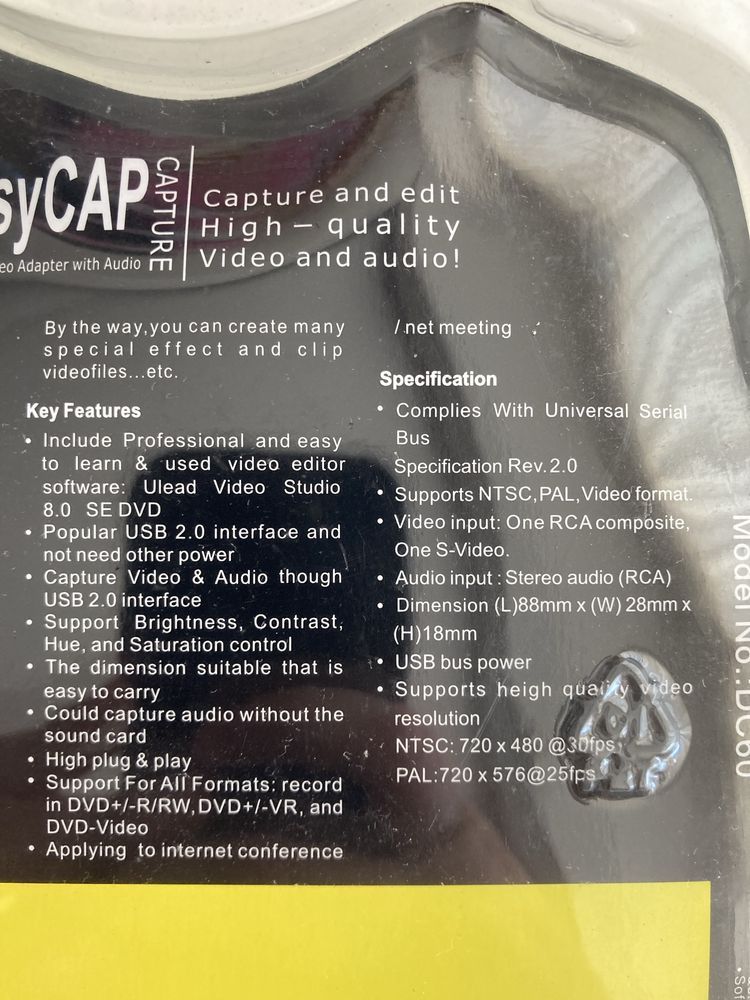 syCAP CAPTURE
eo Adapter with Audio
Capture and edit
High – quality
Video and audio!
By the way,you can create many
special effect and clip
videofiles...etc.
Key Features
• Include Professional and easy
to learn & used video editor
software: Ulead Video Studio
8.0 SE DVD
• Popular USB 2.0 interface and
not need other power
• Capture Video & Audio though
USB 2.0 interface
• Support Brightness, Contrast,
Hue, and Saturation control
• The dimension suitable that is
easy to carry
• Could capture audio without the
sound card
• High plug & play
• Support For All Formats: record
in DVD+/-R/RW,DVD+/-VR, and
DVD-Video
• Applying to internet conference
/ net meeting
Specification
• Complies With Universal Serial
Bus
Specification Rev.2.0
• Supports NTSC,PAL,Video format.
• Video input: One RCA composite,
One S-Video.
• Audio input : Stereo audio (RCA)
• Dimension (L)88mm x (W) 28mm x
(H)18mm
• USB bus power
• Supports heigh quality video
resolution
NTSC: 720 x 480 @30fps
PAL:720 x 576@25fps
Model No.:DC60